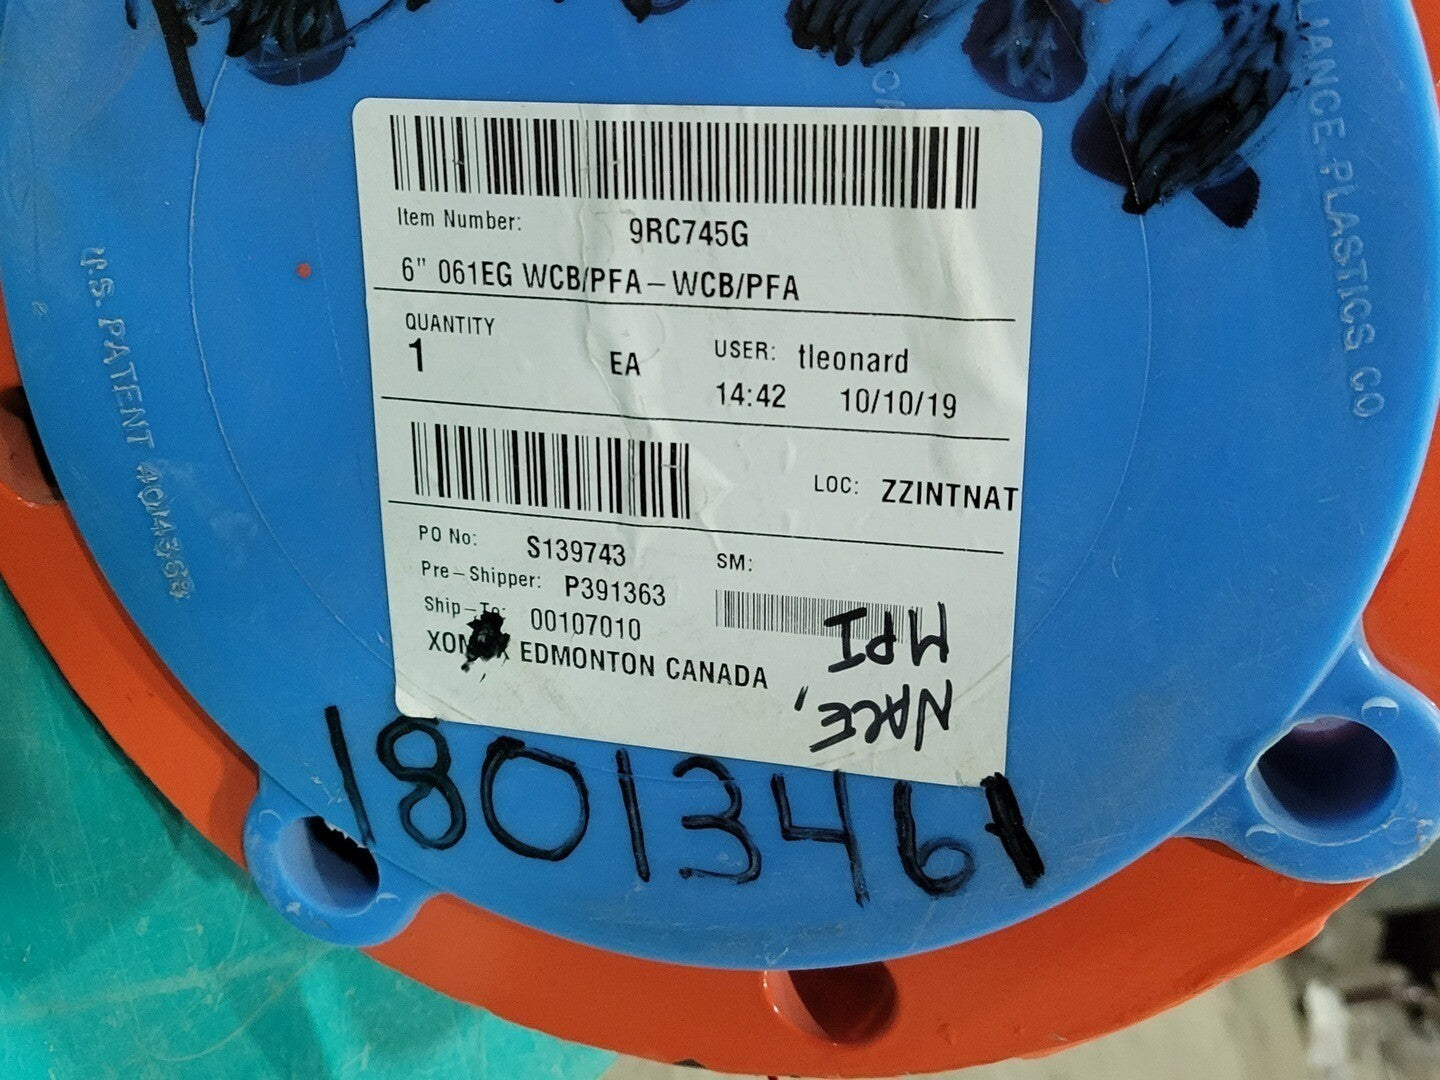 Item Number: 9RC745G
6" 061EG WCB/PFA-WCB/PFA
QUANTITY
1 EA
USER: tleonard
14:42 10/10/19
LOC: ZZINTNAT
PO No: S139743
SM:
Pre-Shipper: P391363
Ship-To: 00107010
EDMONTON CANADA
NACE,
MPI
18013461
U.S. PATENT
LIANCE PLASTICS CO